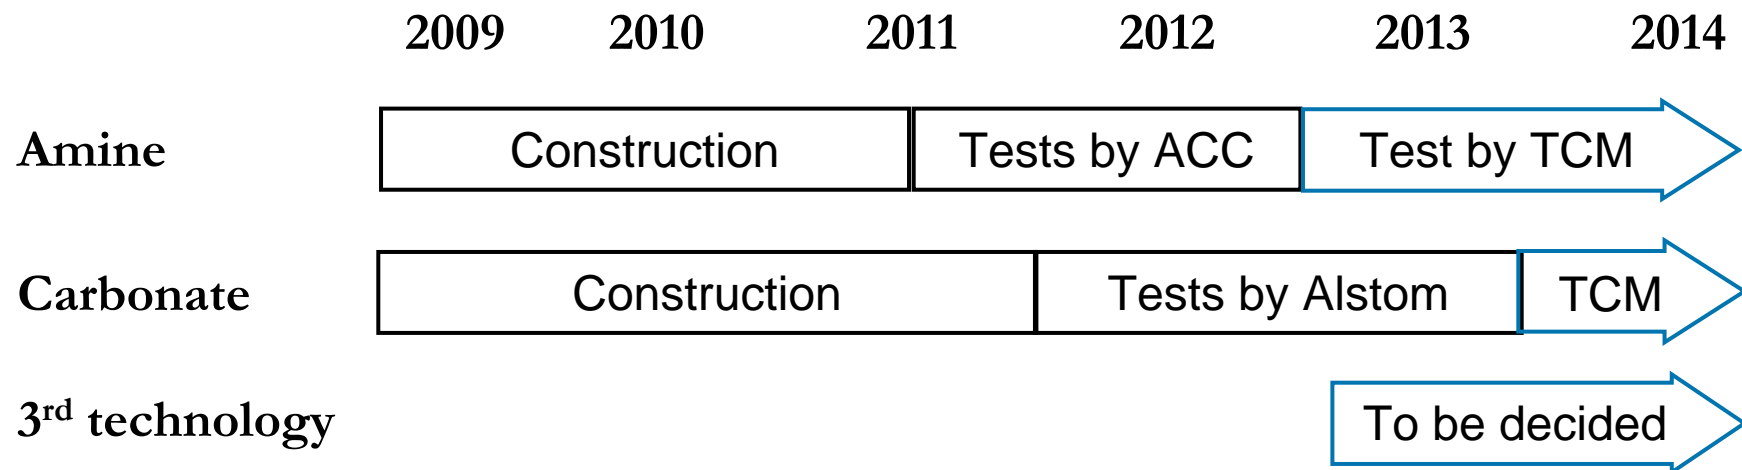 2009 2010 2011 2012 2013 2014
Amine Construction Tests by ACC Test by TCM
Carbonate Construction Tests by Alstom TCM
3rd technology To be decided